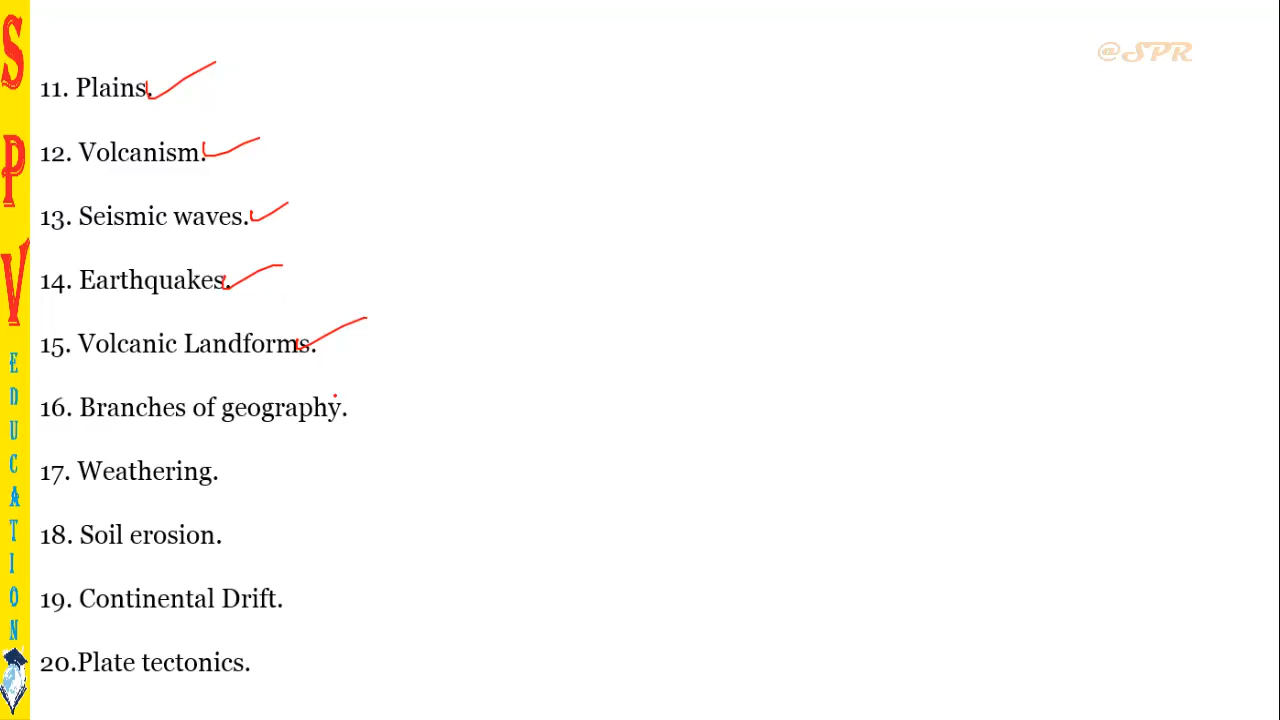 S
P
V
EDUCATION
@SPR
11. Plains.
12. Volcanism.
13. Seismic waves.
14. Earthquakes.
15. Volcanic Landforms.
16. Branches of geography.
17. Weathering.
18. Soil erosion.
19. Continental Drift.
20.Plate tectonics.